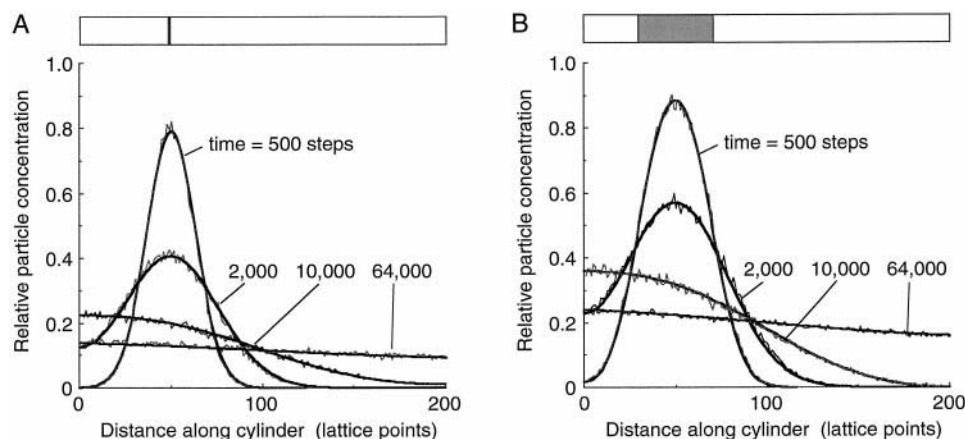 A
Relative particle concentration
1.0
0.8
0.6
0.4
0.2
0
time = 500 steps
2,000 10,000 64,000
0 100 200
Distance along cylinder (lattice points)
B
Relative particle concentration
1.0
0.8
0.6
0.4
0.2
0
time = 500 steps
2,000 10,000 64,000
0 100 200
Distance along cylinder (lattice points)